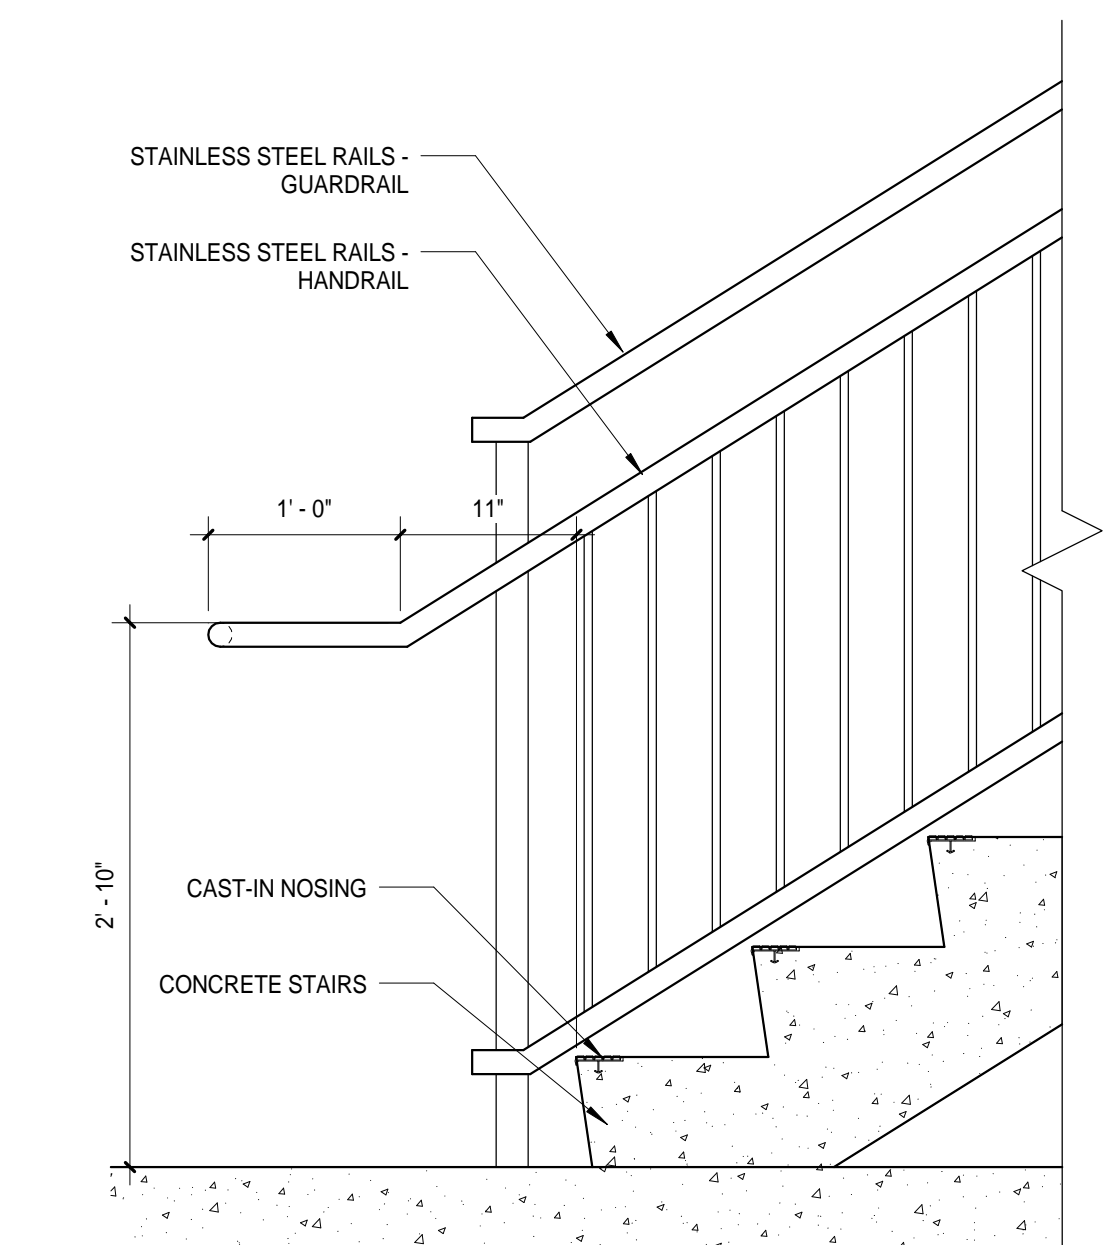 STAINLESS STEEL RAILS -
GUARDRAIL
STAINLESS STEEL RAILS -
HANDRAIL
1' - 0"
11"
2' - 10"
CAST-IN NOSING
CONCRETE STAIRS